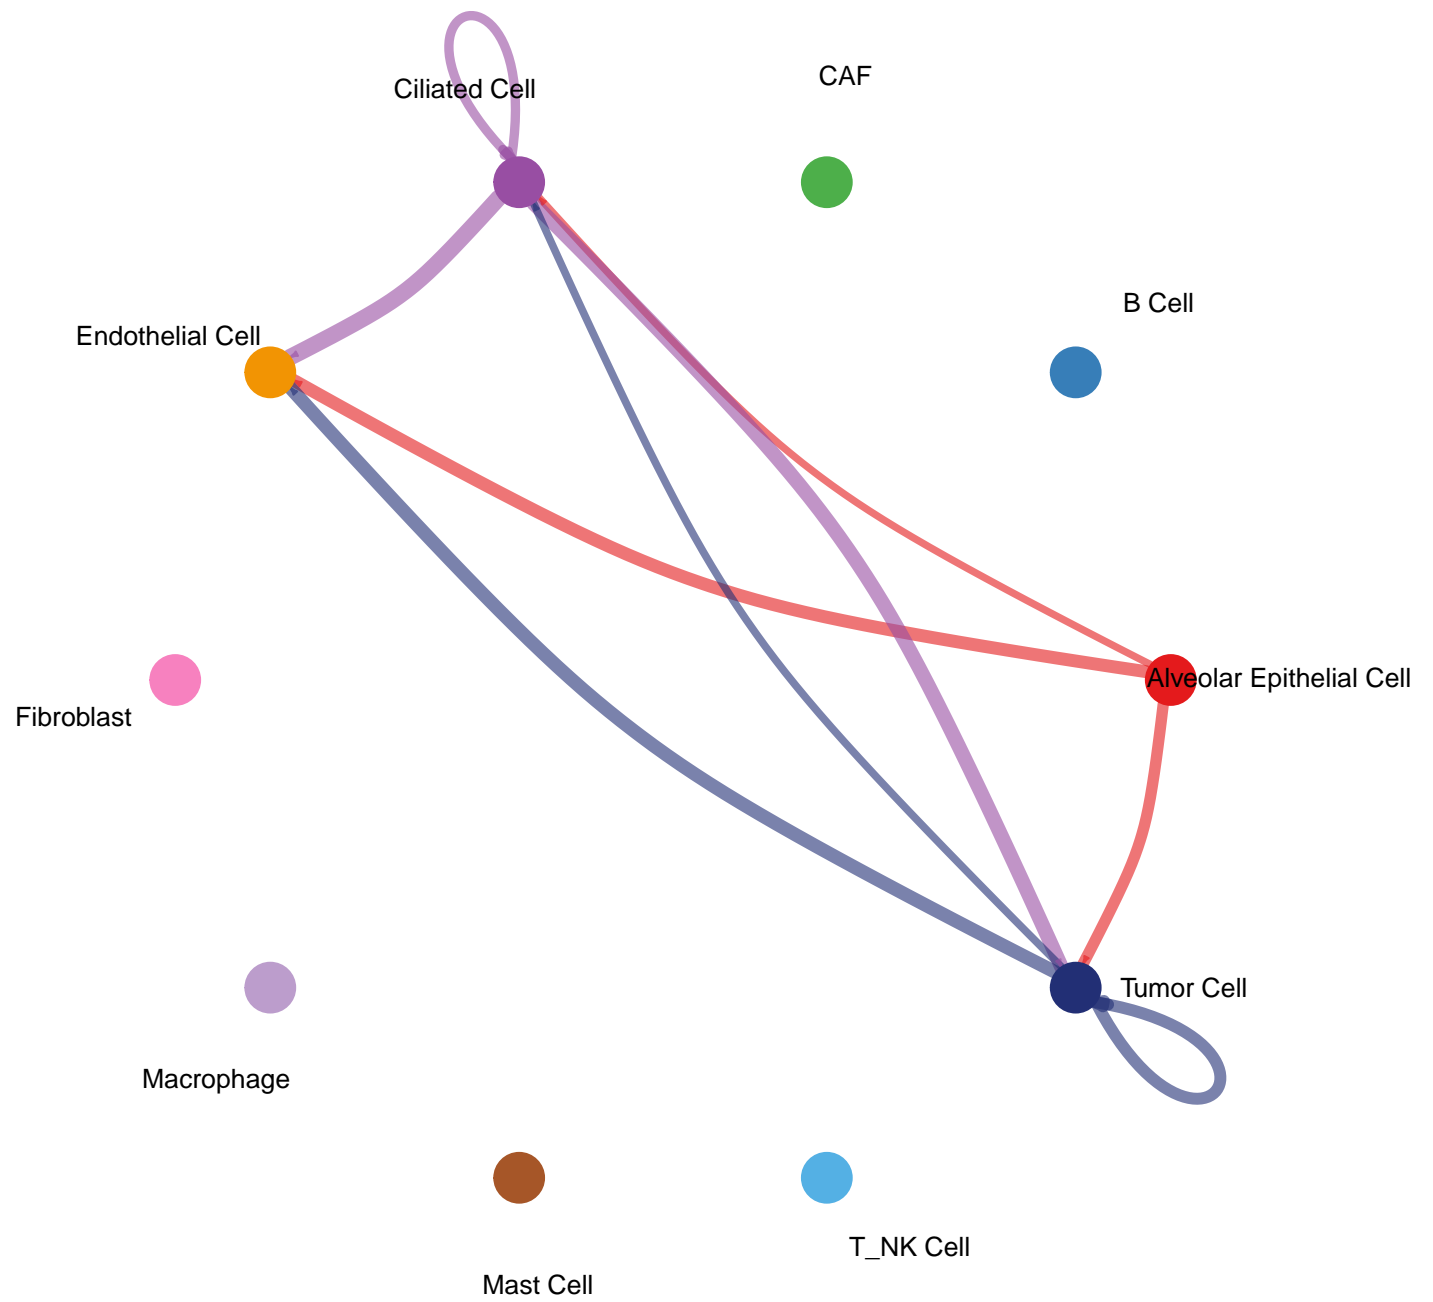 CAF
Ciliated Cell
B Cell
Endothelial Cell
Alveolar Epithelial Cell
Fibroblast
Tumor Cell
Macrophage
T_NK Cell
Mast Cell